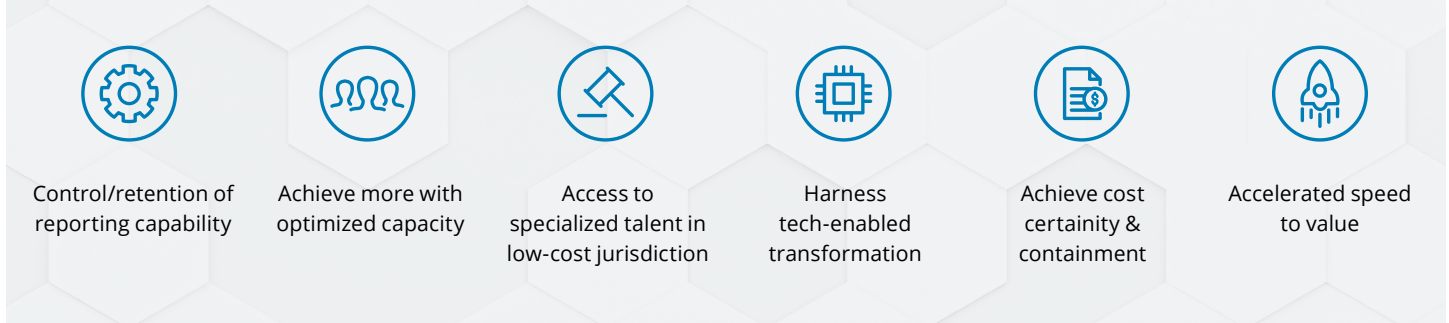 Control/retention of
reporting capability
Achieve more with
optimized capacity
Access to
specialized talent in
low-cost jurisdiction
Harness
tech-enabled
transformation
Achieve cost
certainity &
containment
Accelerated speed
to value